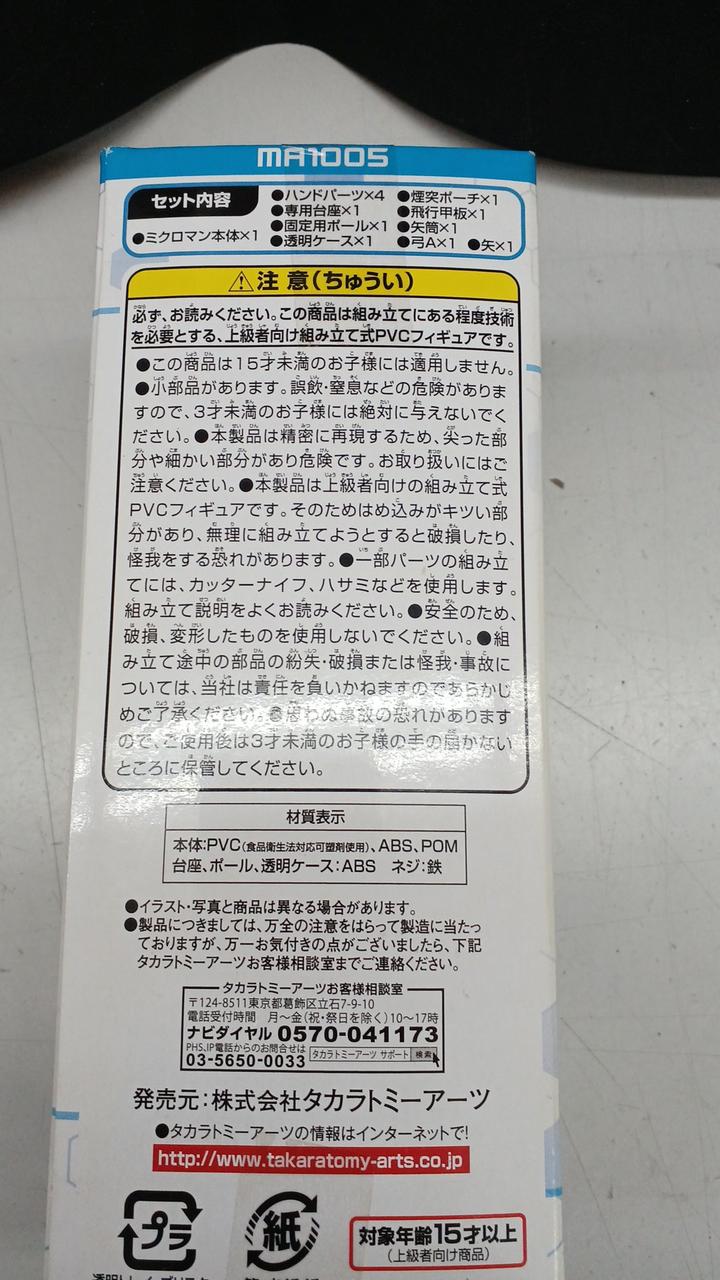 MA1005
セット内容
●ミクロマン本体×1
●ハンドパーツ×4 ●煙突ポーチ×1
●専用台座×1 ●飛行甲板×1
●固定用ポール×1 ●矢筒×1
●透明ケース×1 ●弓A×1 ●矢×1
⚠注意(ちゅうい)
必ず、お読みください。この商品は組み立てにある程度技術
を必要とする、上級者向け組み立て式PVCフィギュアです。
●この商品は15才未満のお子様には適用しません。
●小部品があります。誤飲・窒息などの危険がありま
すので、3才未満のお子様には絶対に与えないでく
ださい。●本製品は精密に再現するため、尖った部
分や細かい部分があり危険です。お取り扱いにはご
注意ください。●本製品は上級者向けの組み立て式
PVCフィギュアです。そのためはめ込みがキツい部
分があり、無理に組み立てようとすると破損したり、
怪我をする恐れがあります。●一部パーツの組み立
てには、カッターナイフ、ハサミなどを使用します。
組み立て説明をよくお読みください。●安全のため、
破損、変形したものを使用しないでください。●組
み立て途中の部品の紛失・破損または怪我・事故に
ついては、当社は責任を負いかねますのであらかじ
めご了承ください。●思わぬ事故の恐れがあります
ので、ご使用後は3才未満のお子様の手の届かない
ところに保管してください。
材質表示
本体:PVC(食品衛生法対応可塑剤使用)、ABS、POM
台座、ポール、透明ケース:ABS ネジ:鉄
●イラスト・写真と商品は異なる場合があります。
●製品につきましては、万全の注意をはらって製造に当たっ
ておりますが、万一お気付きの点がございましたら、下記
タカラトミーアーツお客様相談室までご連絡ください。
タカラトミーアーツお客様相談室
〒124-8511東京都葛飾区立石7-9-10
電話受付時間 月〜金(祝・祭日を除く)10〜17時
ナビダイヤル 0570-041173
PHS、IP電話からのお問合せは
03-5650-0033 タカラトミーアーツ サポート 検索
発売元:株式会社タカラトミーアーツ
●タカラトミーアーツの情報はインターネットで!
http://www.takaratomy-arts.co.jp
プラ 紙 対象年齢15才以上
(上級者向け商品)